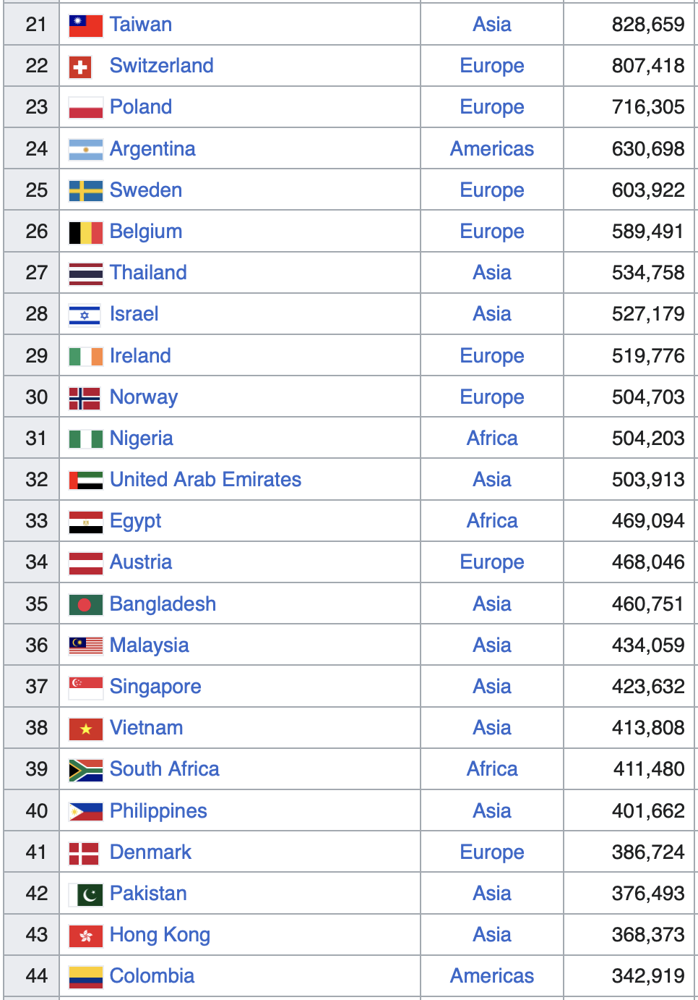 21 Taiwan Asia 828,659
22 Switzerland Europe 807,418
23 Poland Europe 716,305
24 Argentina Americas 630,698
25 Sweden Europe 603,922
26 Belgium Europe 589,491
27 Thailand Asia 534,758
28 Israel Asia 527,179
29 Ireland Europe 519,776
30 Norway Europe 504,703
31 Nigeria Africa 504,203
32 United Arab Emirates Asia 503,913
33 Egypt Africa 469,094
34 Austria Europe 468,046
35 Bangladesh Asia 460,751
36 Malaysia Asia 434,059
37 Singapore Asia 423,632
38 Vietnam Asia 413,808
39 South Africa Africa 411,480
40 Philippines Asia 401,662
41 Denmark Europe 386,724
42 Pakistan Asia 376,493
43 Hong Kong Asia 368,373
44 Colombia Americas 342,919